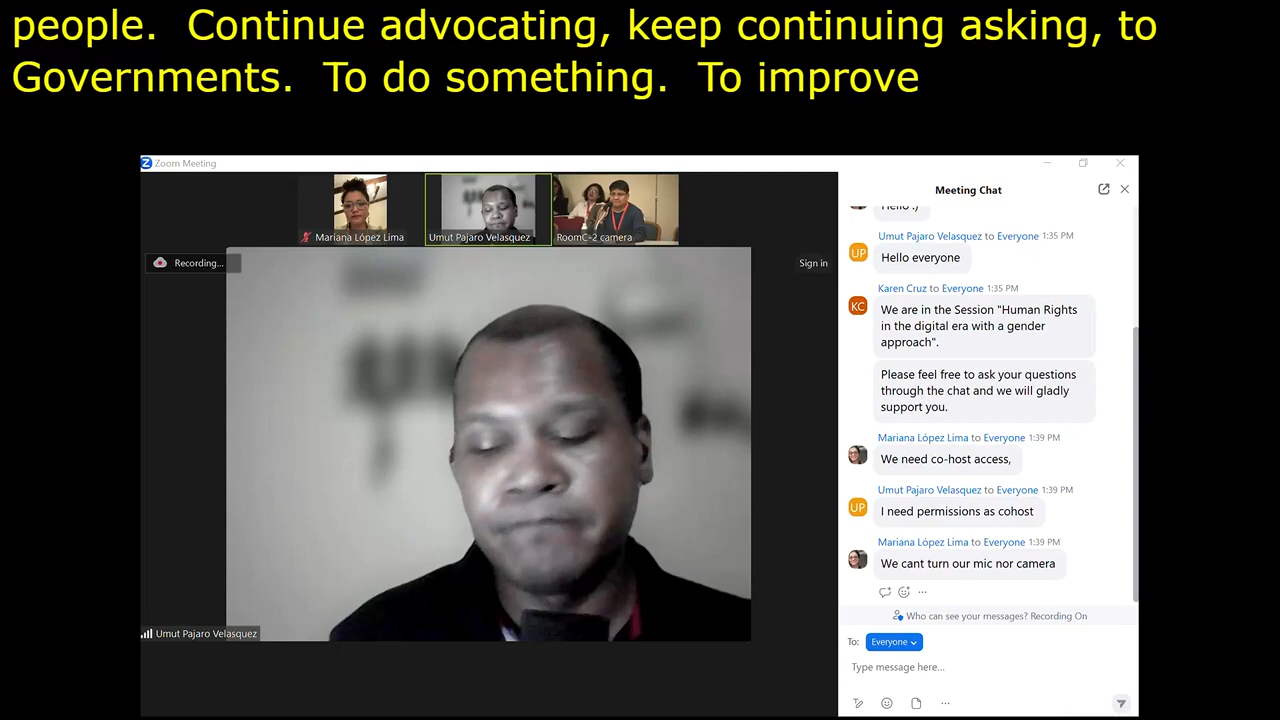 people.  Continue advocating, keep continuing asking, to
Governments.  To do something.  To improve
Zoom Meeting
Mariana López Lima
Umut Pajaro Velasquez
RoomC-2 camera
Recording...
Sign in
Umut Pajaro Velasquez
Meeting Chat
Hello :)
Umut Pajaro Velasquez to Everyone 1:35 PM
UP
Hello everyone
Karen Cruz to Everyone 1:35 PM
KC
We are in the Session "Human Rights
in the digital era with a gender
approach".
Please feel free to ask your questions
through the chat and we will gladly
support you.
Mariana López Lima to Everyone 1:39 PM
We need co-host access,
Umut Pajaro Velasquez to Everyone 1:39 PM
UP
I need permissions as cohost
Mariana López Lima to Everyone 1:39 PM
We cant turn our mic nor camera
Who can see your messages? Recording On
To: Everyone
Type message here...